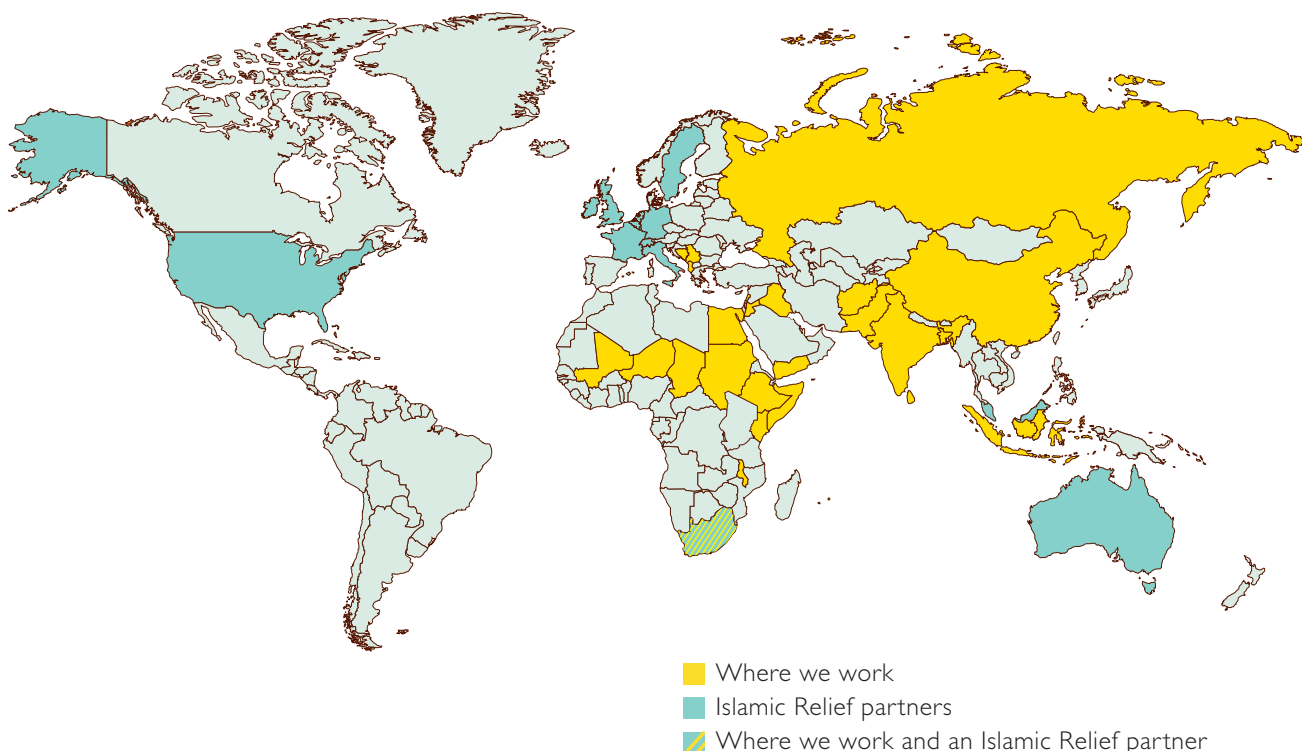 Where we work
Islamic Relief partners
Where we work and an Islamic Relief partner